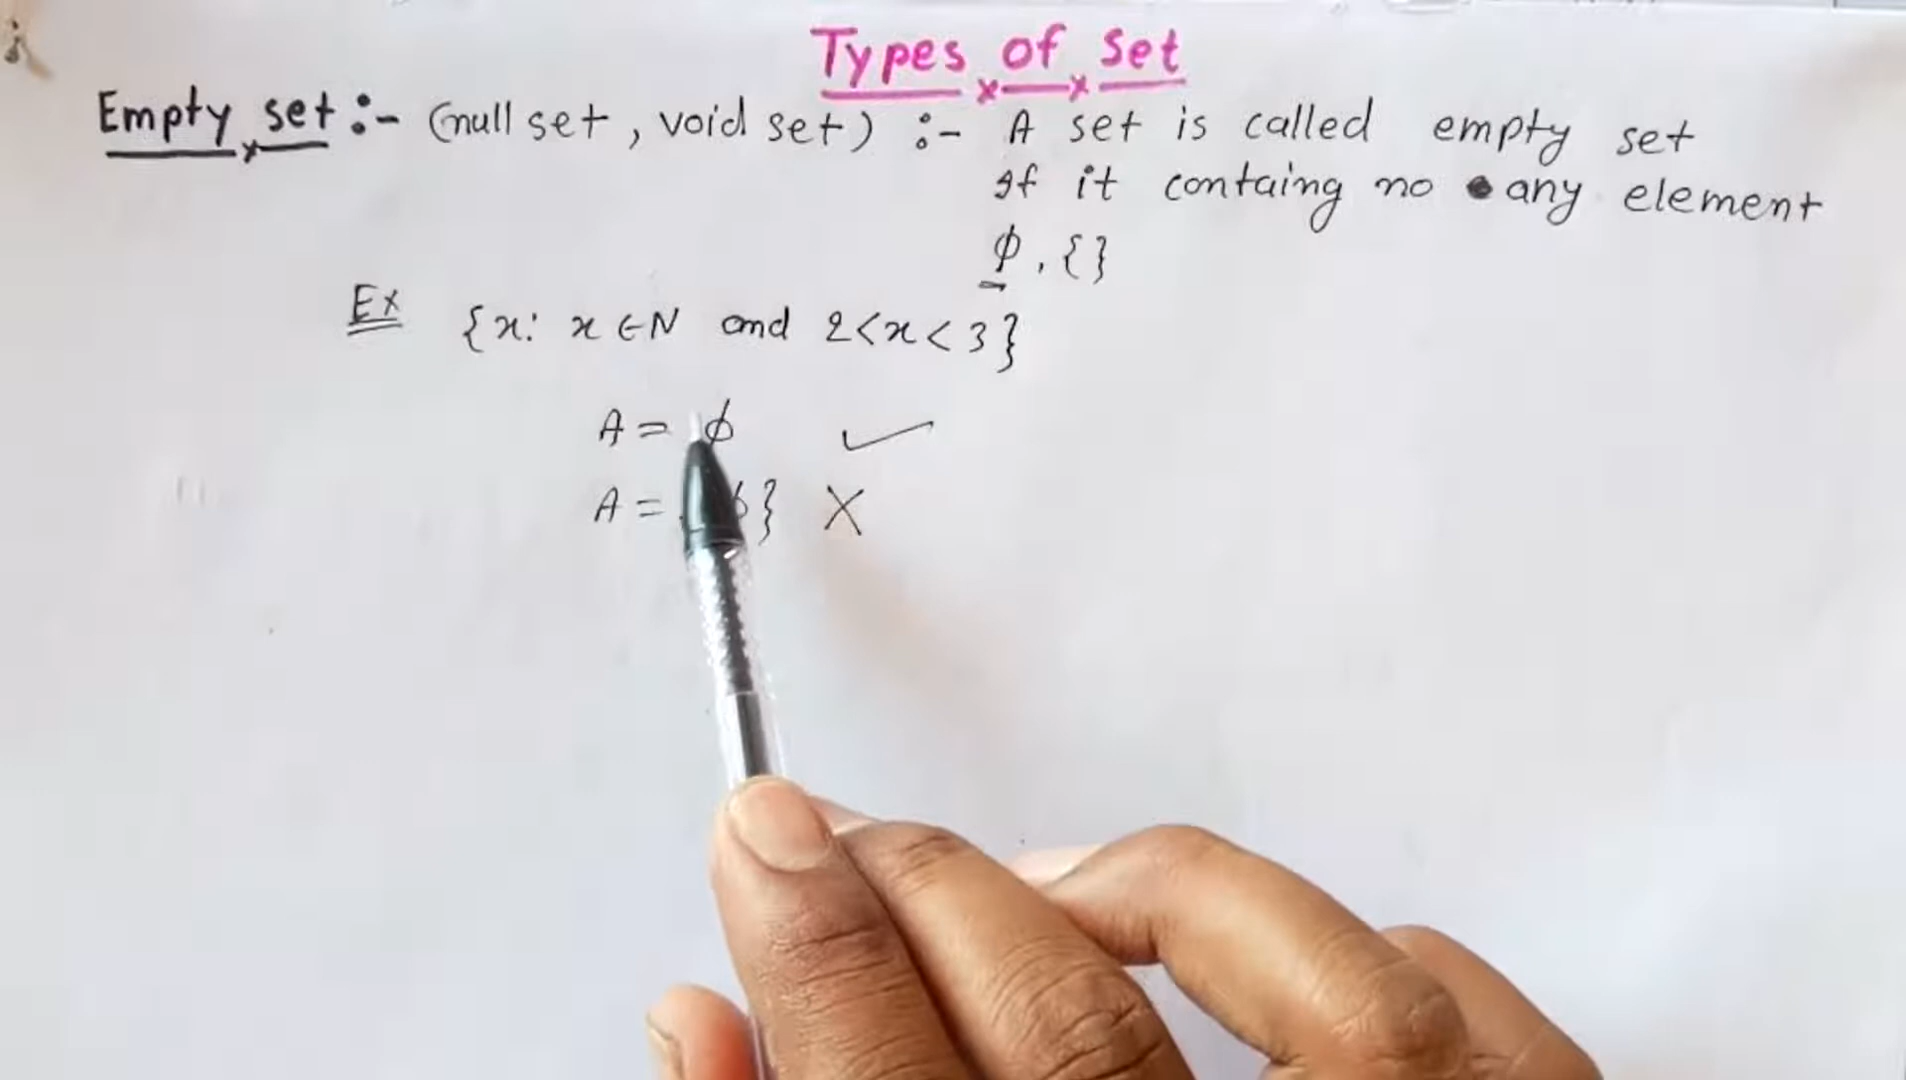 Types of Set
Empty set :- (null set, void set) :- A set is called empty set
If it containg no any element
ϕ, {}
Ex {x: x ∈ N and 2<x<3}
A = ϕ ✓
A = ϕ} X